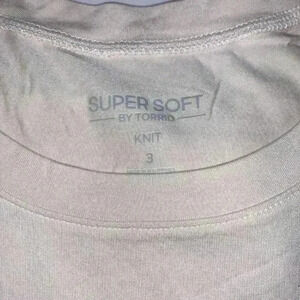 SUPER SOFT
BY TORRID
KNIT
3